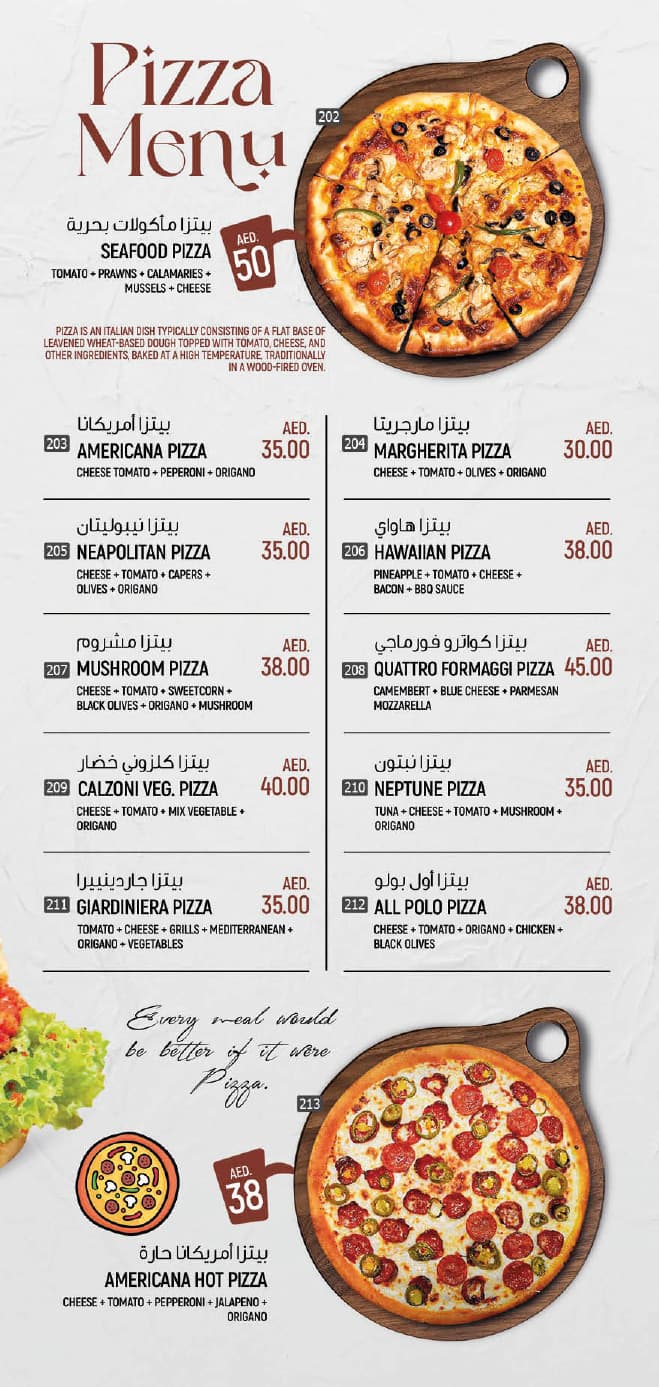 Pizza
Menu
202
بيتزا مأكولات بحرية
SEAFOOD PIZZA
TOMATO + PRAWNS + CALAMARIES +
MUSSELS + CHEESE
AED.
50
PIZZA IS AN ITALIAN DISH TYPICALLY CONSISTING OF A FLAT BASE OF
LEAVENED WHEAT-BASED DOUGH TOPPED WITH TOMATO, CHEESE, AND
OTHER INGREDIENTS, BAKED AT A HIGH TEMPERATURE, TRADITIONALLY
IN A WOOD-FIRED OVEN.
203
بيتزا أمريكانا
AED.
AMERICANA PIZZA
35.00
CHEESE TOMATO + PEPERONI + ORIGANO
204
بيتزا مارجريتا
AED.
MARGHERITA PIZZA
30.00
CHEESE + TOMATO + OLIVES + ORIGANO
205
بيتزا نيبوليتان
AED.
NEAPOLITAN PIZZA
35.00
CHEESE + TOMATO + CAPERS +
OLIVES + ORIGANO
206
بيتزا هاواي
AED.
HAWAIIAN PIZZA
38.00
PINEAPPLE + TOMATO + CHEESE +
BACON + BBQ SAUCE
207
بيتزا مشروم
AED.
MUSHROOM PIZZA
38.00
CHEESE + TOMATO + SWEETCORN +
BLACK OLIVES + ORIGANO + MUSHROOM
208
بيتزا كواترو فورماجي
AED.
QUATTRO FORMAGGI PIZZA
45.00
CAMEMBERT + BLUE CHEESE + PARMESAN
MOZZARELLA
209
بيتزا كلزوني خضار
AED.
CALZONI VEG. PIZZA
40.00
CHEESE + TOMATO + MIX VEGETABLE +
ORIGANO
210
بيتزا نبتون
AED.
NEPTUNE PIZZA
35.00
TUNA + CHEESE + TOMATO + MUSHROOM +
ORIGANO
211
بيتزا جاردينييرا
AED.
GIARDINIERA PIZZA
35.00
TOMATO + CHEESE + GRILLS + MEDITERRANEAN +
ORIGANO + VEGETABLES
212
بيتزا أول بولو
AED.
ALL POLO PIZZA
38.00
CHEESE + TOMATO + ORIGANO + CHICKEN +
BLACK OLIVES
Every meal would
be better if it were
Pizza.
213
AED.
38
بيتزا أمريكانا حارة
AMERICANA HOT PIZZA
CHEESE + TOMATO + PEPPERONI + JALAPENO +
ORIGANO